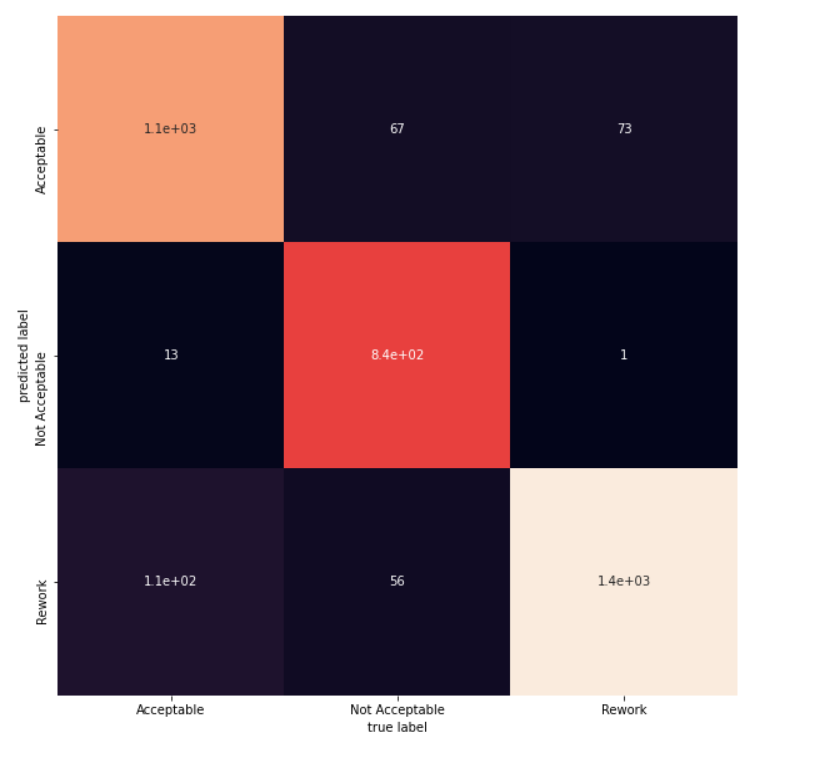 Acceptable
1.1e+03
67
73
predicted label
Not Acceptable
13
8.4e+02
1
Rework
1.1e+02
56
1.4e+03
Acceptable
Not Acceptable
Rework
true label